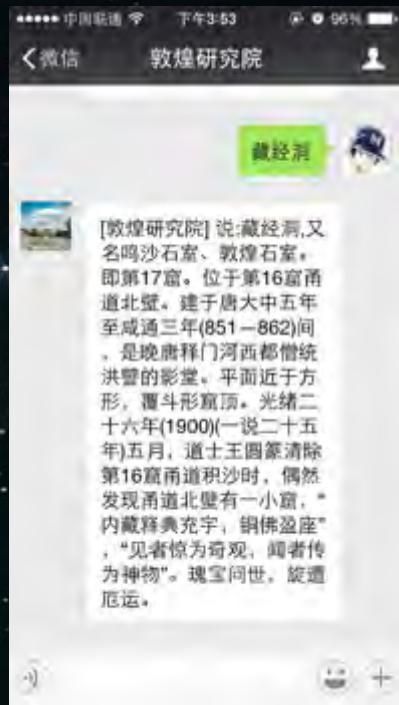 中国联通 下午3:53 96%
微信 敦煌研究院
藏经洞
[敦煌研究院] 说:藏经洞,又
名鸣沙石室、敦煌石室。
即第17窟。位于第16窟甬
道北壁。建于唐大中五年
至咸通三年(851—862)间
、是晚唐释门河西都僧统
洪辩的影堂。平面近于方
形，覆斗形窟顶。光绪二
十六年(1900)(一说二十五
年)五月，道士王圆箓清除
第16窟甬道积沙时，偶然
发现甬道北壁有一小窟，“
内藏释典充宇，铜佛盈座”
，“见者惊为奇观，闻者传
为神物”。瑰宝问世，旋遭
厄运。